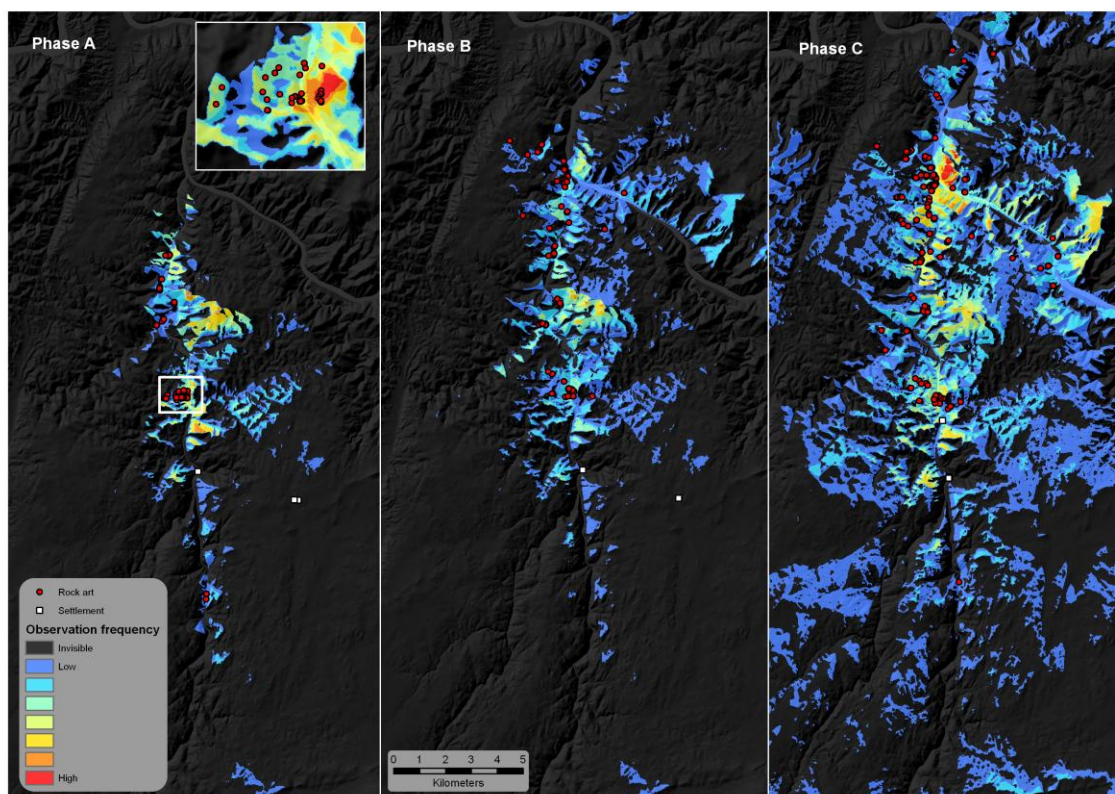 Phase A
Phase B
Phase C
Rock art
Settlement
Observation frequency
Invisible
Low
High
0 1 2 3 4 5
Kilometers